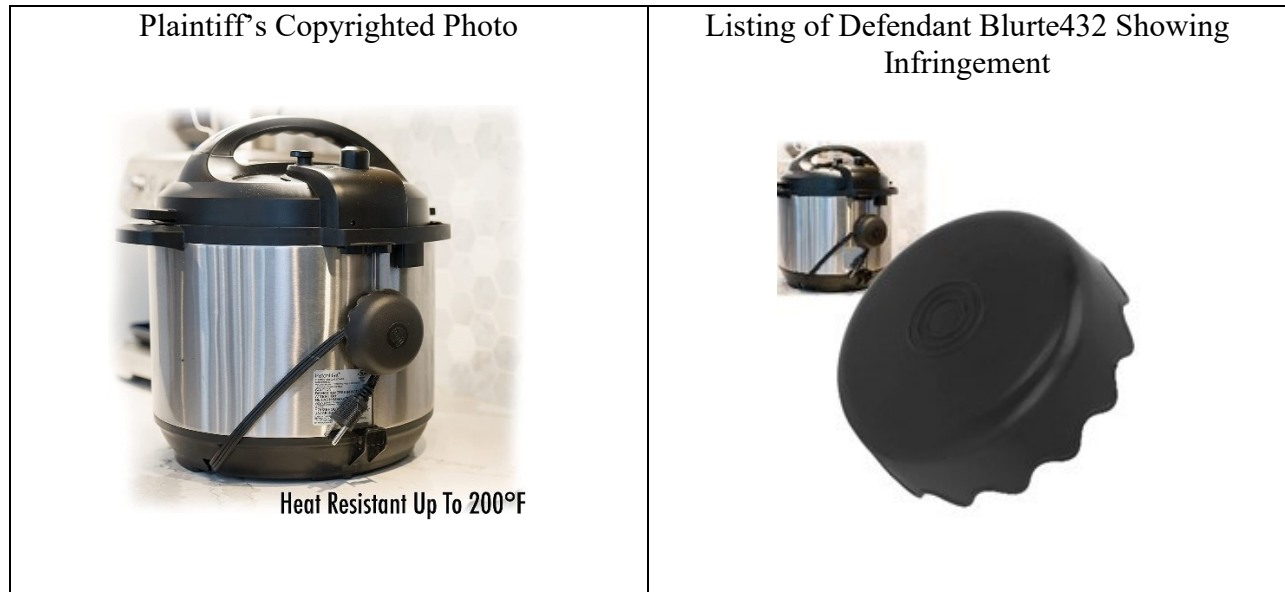 Plaintiff’s Copyrighted Photo
Listing of Defendant Blurte432 Showing
Infringement
Heat Resistant Up To 200°F